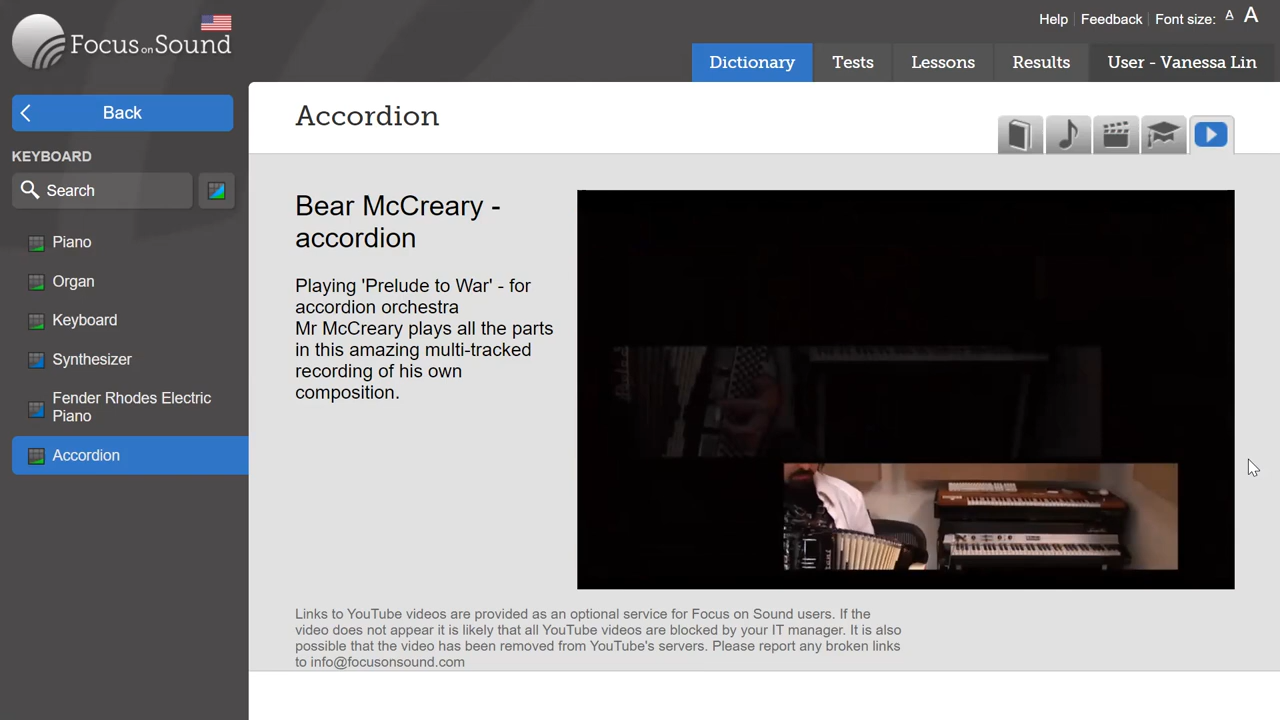 Help
Feedback
Font size: A A
Focus on Sound
Dictionary
Tests
Lessons
Results
User - Vanessa Lin
Back
KEYBOARD
Search
Piano
Organ
Keyboard
Synthesizer
Fender Rhodes Electric
Piano
Accordion
Accordion
Bear McCreary -
accordion
Playing 'Prelude to War' - for
accordion orchestra
Mr McCreary plays all the parts
in this amazing multi-tracked
recording of his own
composition.
Links to YouTube videos are provided as an optional service for Focus on Sound users. If the
video does not appear it is likely that all YouTube videos are blocked by your IT manager. It is also
possible that the video has been removed from YouTube's servers. Please report any broken links
to info@focusonsound.com